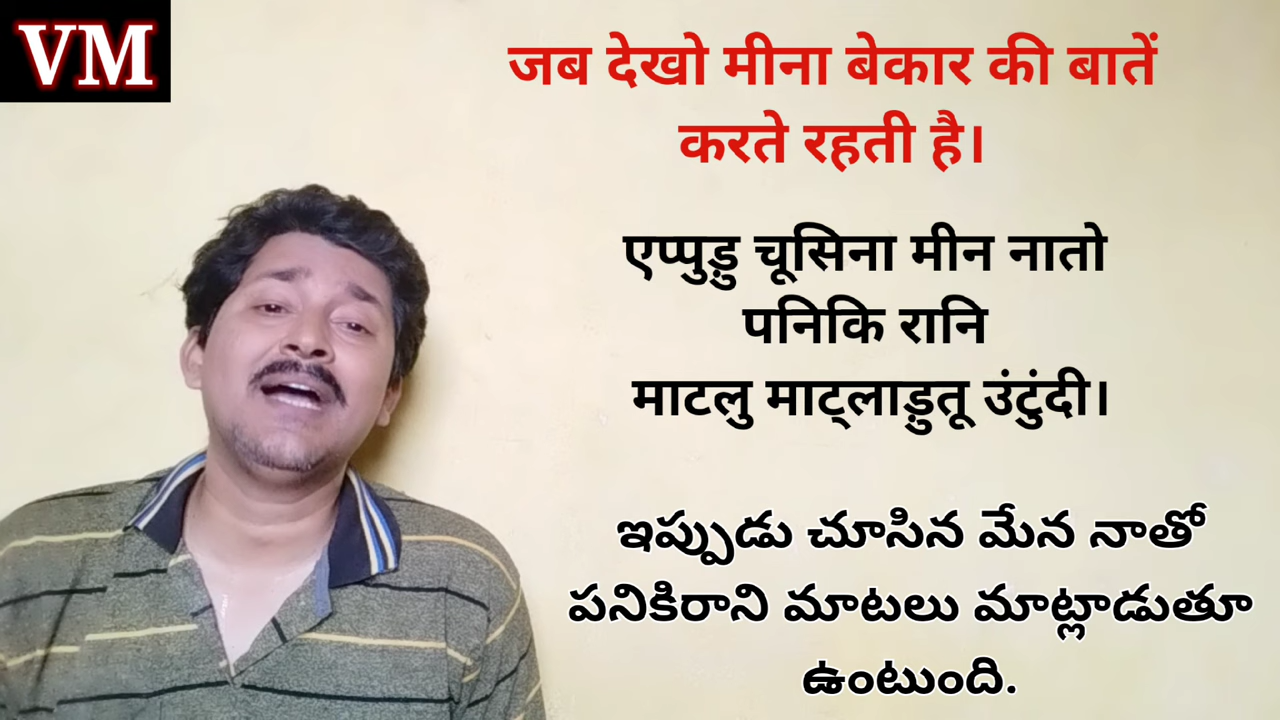 VM
जब देखो मीना बेकार की बातें
करते रहती है।
एप्पुडु चूसिना मीन नातो
पनिकि रानि
माटलु माट्लाडुतू उंटुंदी।
ఇప్పుడు చూసిన మేన నాతో
పనికిరాని మాటలు మాట్లాడుతూ
ఉంటుంది.